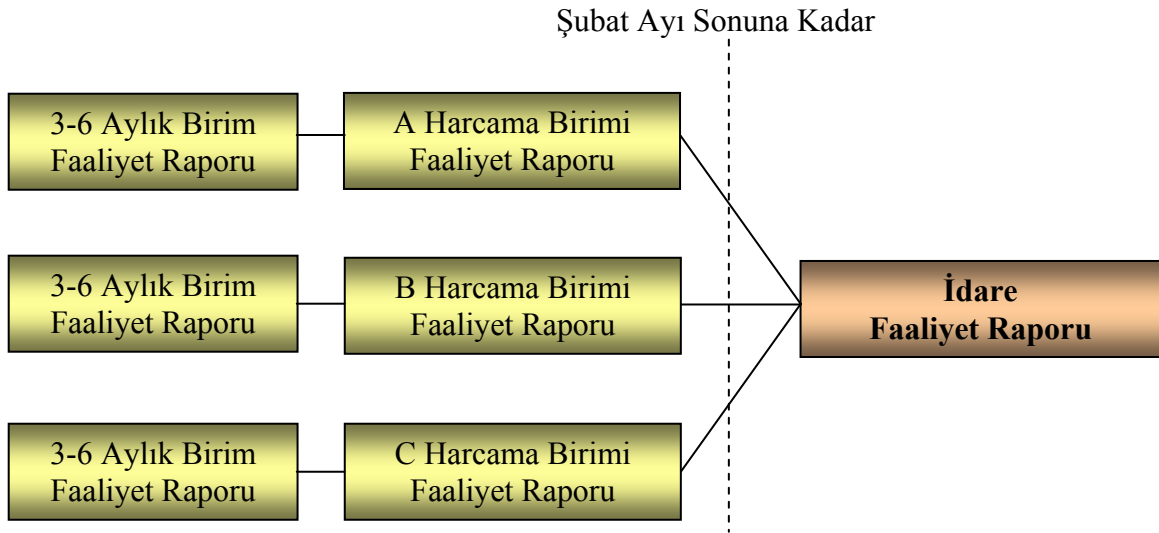 Şubat Ayı Sonuna Kadar
3-6 Aylık Birim
Faaliyet Raporu
A Harcama Birimi
Faaliyet Raporu
3-6 Aylık Birim
Faaliyet Raporu
B Harcama Birimi
Faaliyet Raporu
İdare
Faaliyet Raporu
3-6 Aylık Birim
Faaliyet Raporu
C Harcama Birimi
Faaliyet Raporu